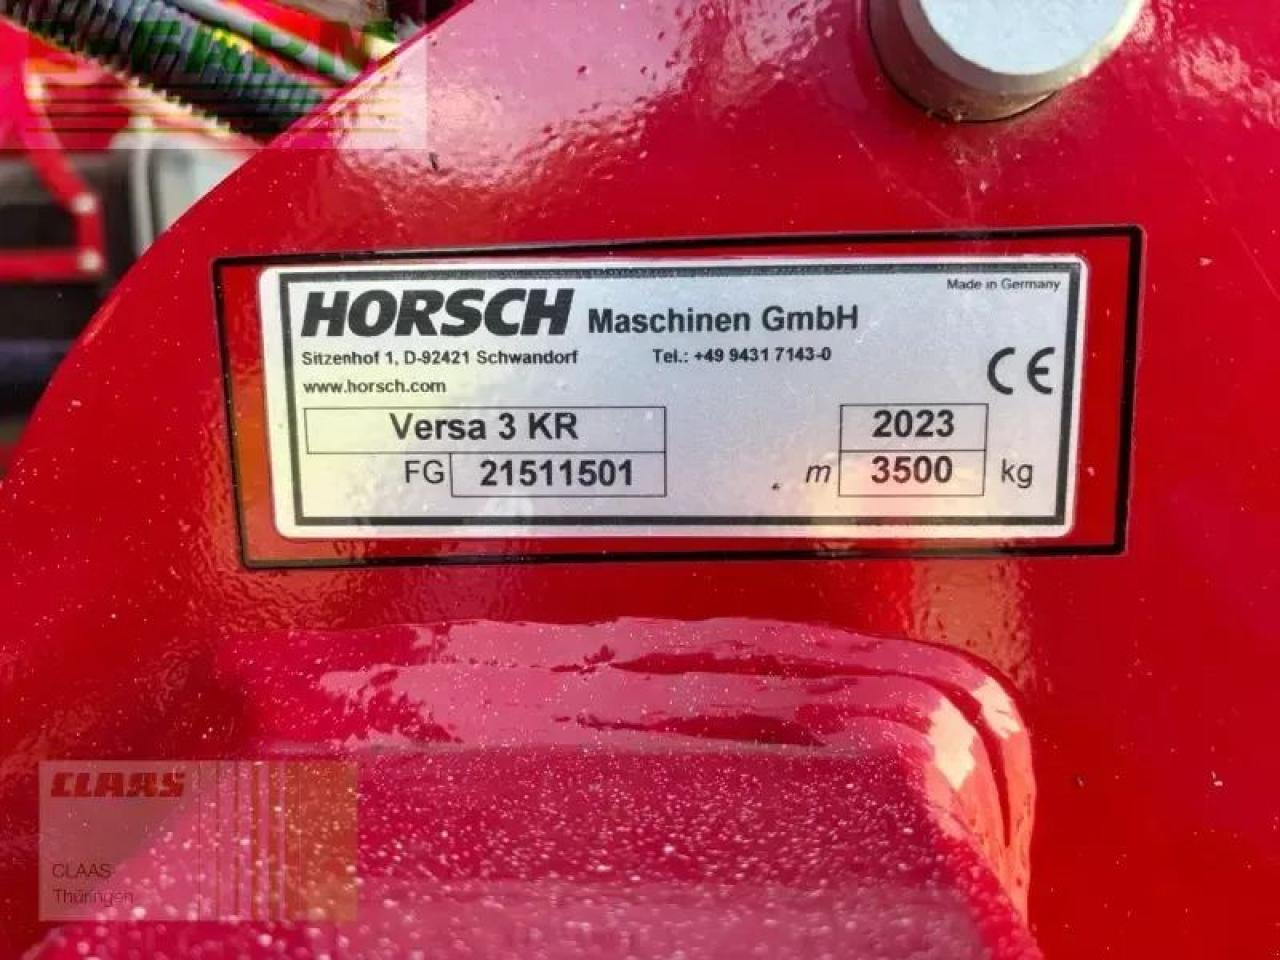 Made in Germany
HORSCH Maschinen GmbH
Sitzenhof 1, D-92421 Schwandorf Tel.: +49 9431 7143-0
www.horsch.com
CE
Versa 3 KR 2023
FG 21511501 m 3500 kg
CLAAS
CLAAS
Thüringen